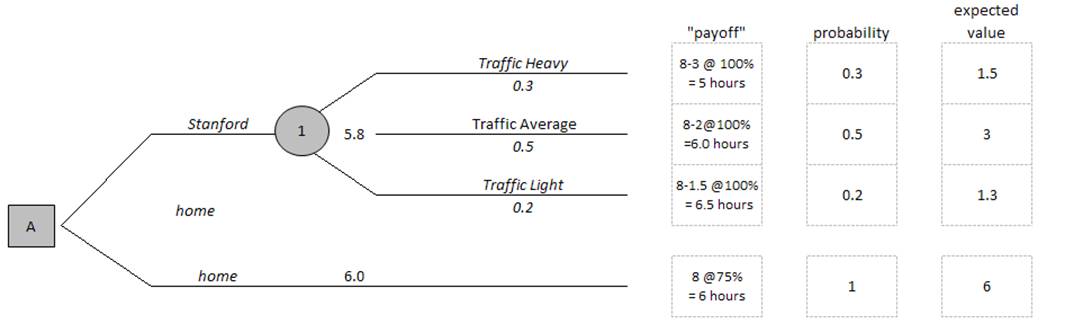 expected
"payoff" probability value
Traffic Heavy
8-3 @ 100%
= 5 hours
0.3 1.5
0.3
Stanford 1 5.8 Traffic Average
0.5
8-2@100%
=6.0 hours
0.5 3
Traffic Light
0.2
8-1.5 @100%
= 6.5 hours
0.2 1.3
home
A
home 6.0
8 @75%
= 6 hours
1 6